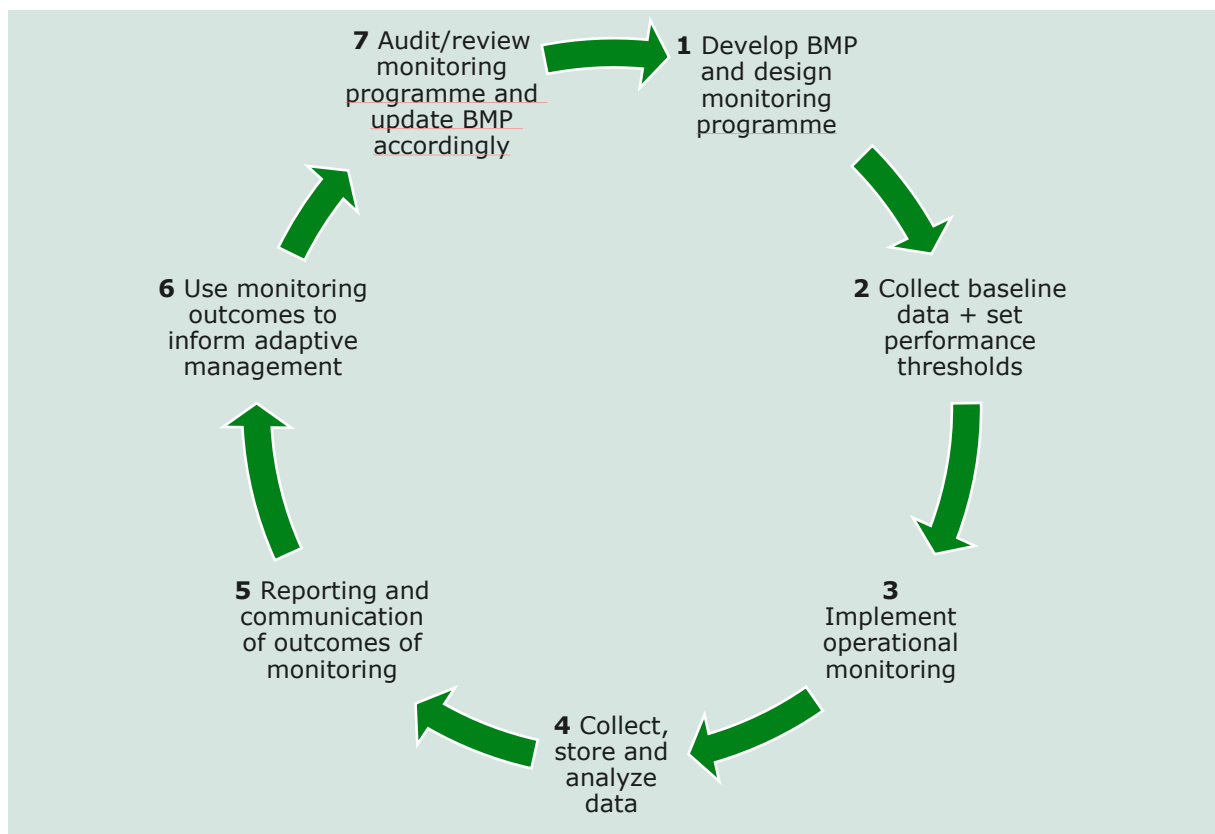 1 Develop BMP
and design
monitoring
programme
2 Collect baseline
data + set
performance
thresholds
3
Implement
operational
monitoring
4 Collect,
store and
analyze
data
5 Reporting and
communication
of outcomes of
monitoring
6 Use monitoring
outcomes to
inform adaptive
management
7 Audit/review
monitoring
programme and
update BMP
accordingly